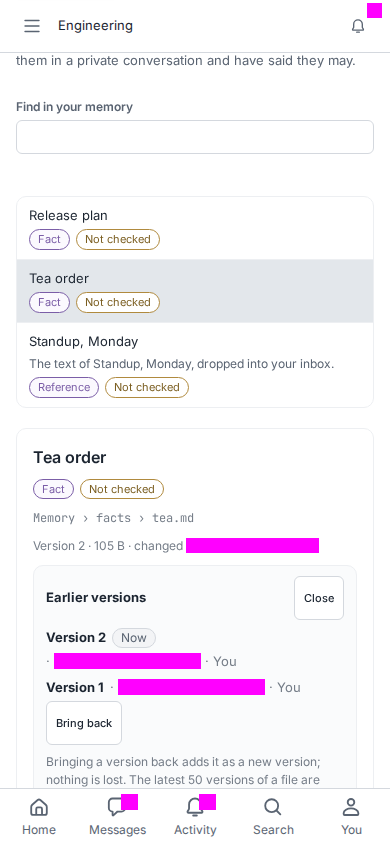 Engineering
them in a private conversation and have said they may.
Find in your memory
Release plan
Fact Not checked
Tea order
Fact Not checked
Standup, Monday
The text of Standup, Monday, dropped into your inbox.
Reference Not checked
Tea order
Fact Not checked
Memory › facts › tea.md
Version 2 · 105 B · changed
Earlier versions
Close
Version 2 Now
· · You
Version 1 · · You
Bring back
Bringing a version back adds it as a new version;
nothing is lost. The latest 50 versions of a file are
Home Messages Activity Search You